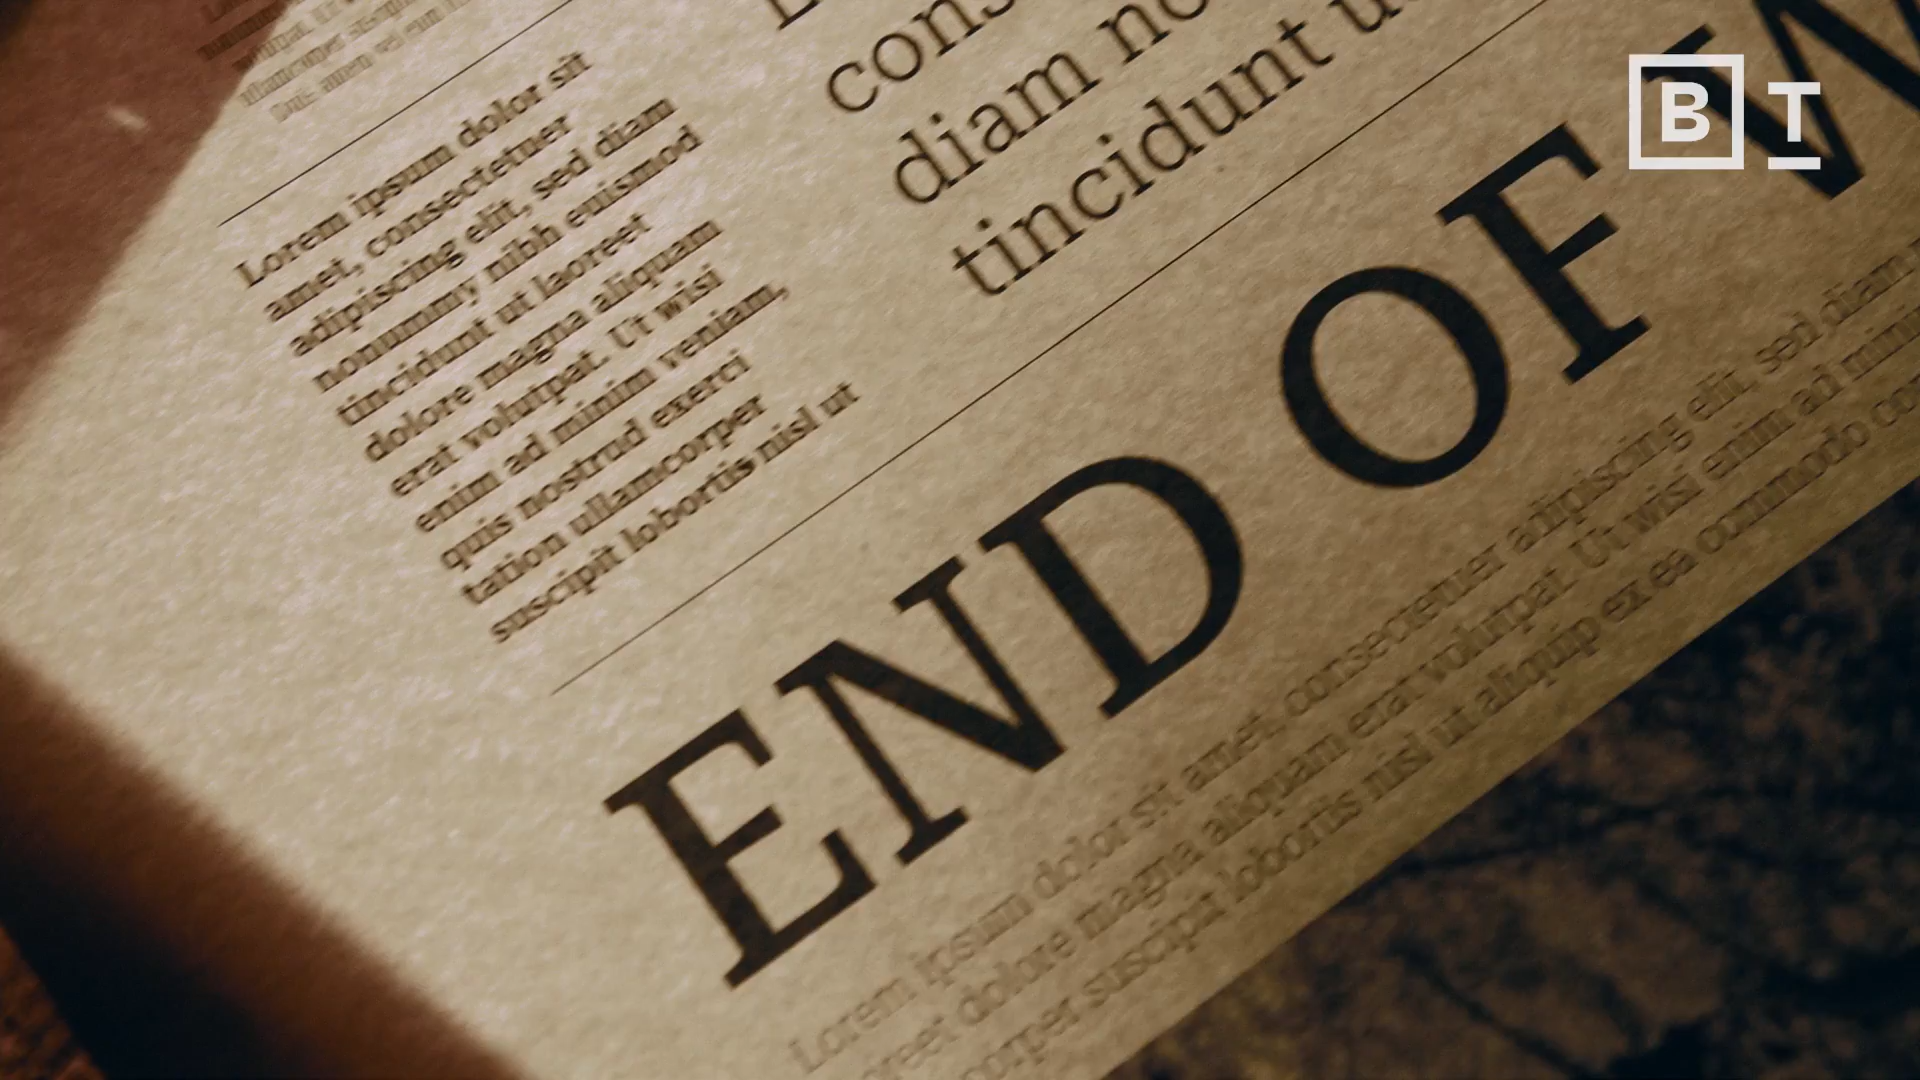 B T
cons
diam no
tincidunt u
Lorem ipsum dolor sit
amet, consectetuer
adipiscing elit, sed diam
nonummy nibh euismod
tincidunt ut laoreet
dolore magna aliquam
erat volutpat. Ut wisi
enim ad minim veniam,
quis nostrud exerci
tation ullamcorper
suscipit lobortis nisl ut
END OF W
Lorem ipsum dolor sit amet, consectetuer adipiscing elit, sed diam
oreet dolore magna aliquam erat volutpat. Ut wisi enim ad mini
corper suscipit lobortis nisl ut aliquip ex ea commodo co